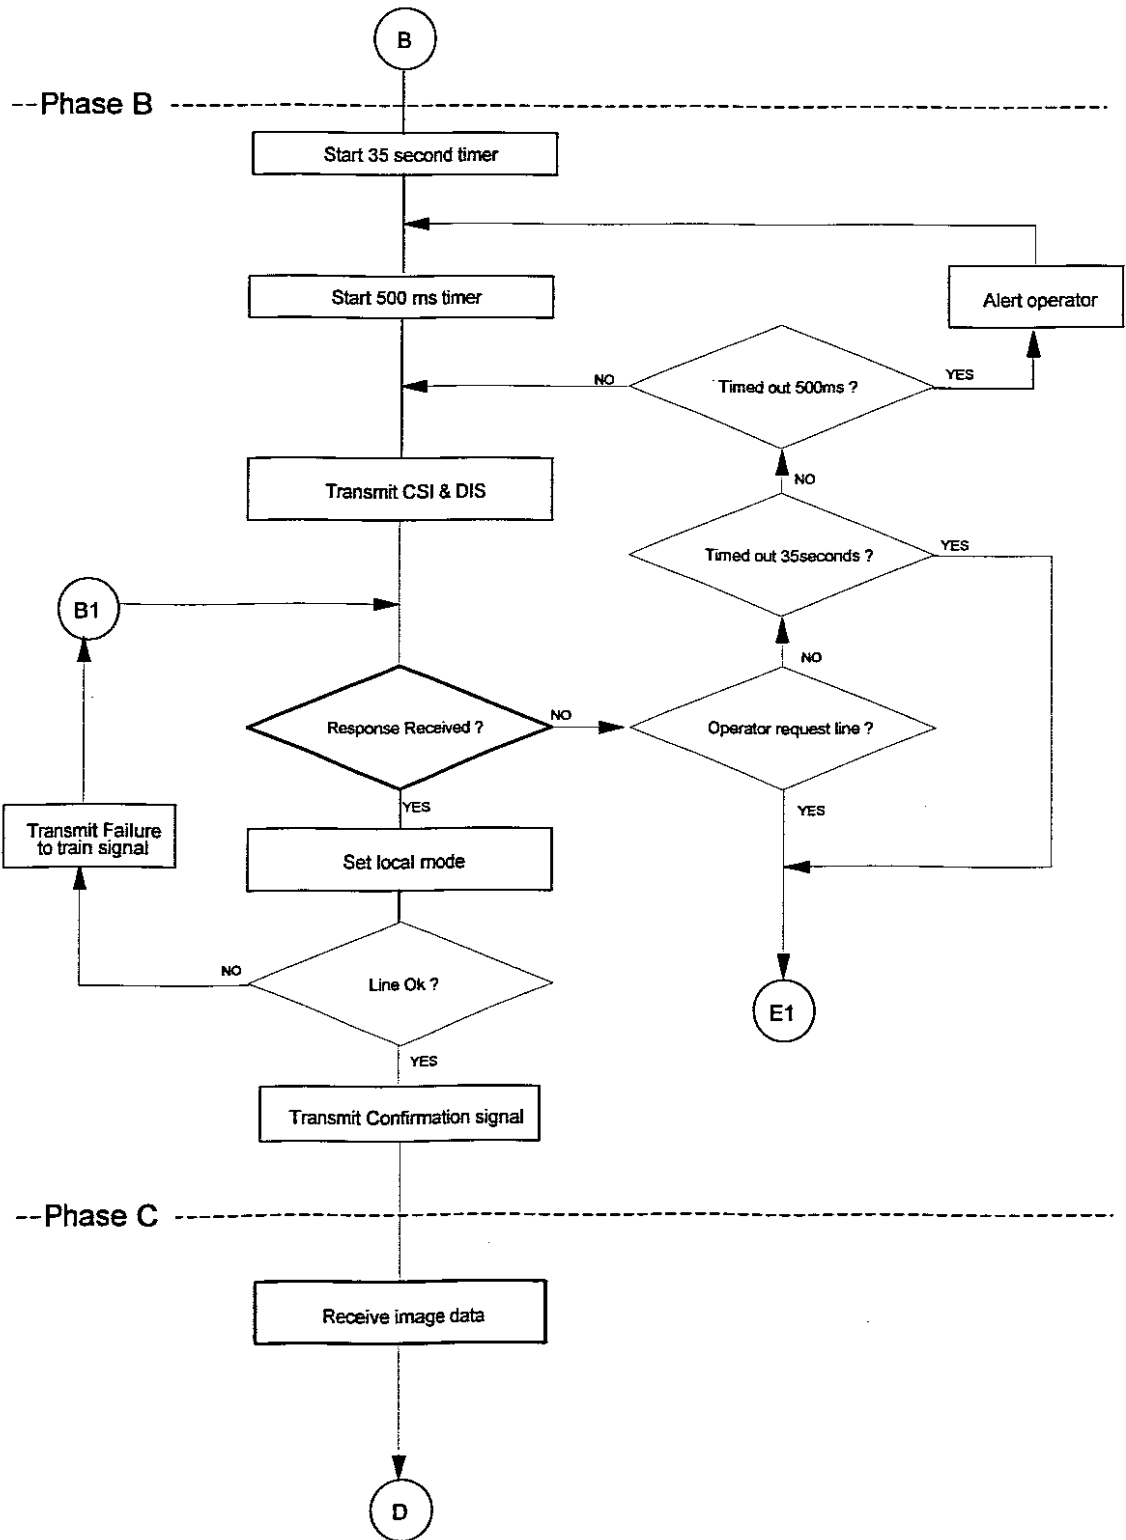 B
--Phase B
Start 35 second timer
Start 500 ms timer
Alert operator
NO
Timed out 500ms ?
YES
Transmit CSI & DIS
NO
Timed out 35seconds ?
YES
B1
NO
Response Received ?
NO
Operator request line ?
YES
YES
Transmit Failure
to train signal
Set local mode
NO
Line Ok ?
E1
YES
Transmit Confirmation signal
--Phase C
Receive image data
D